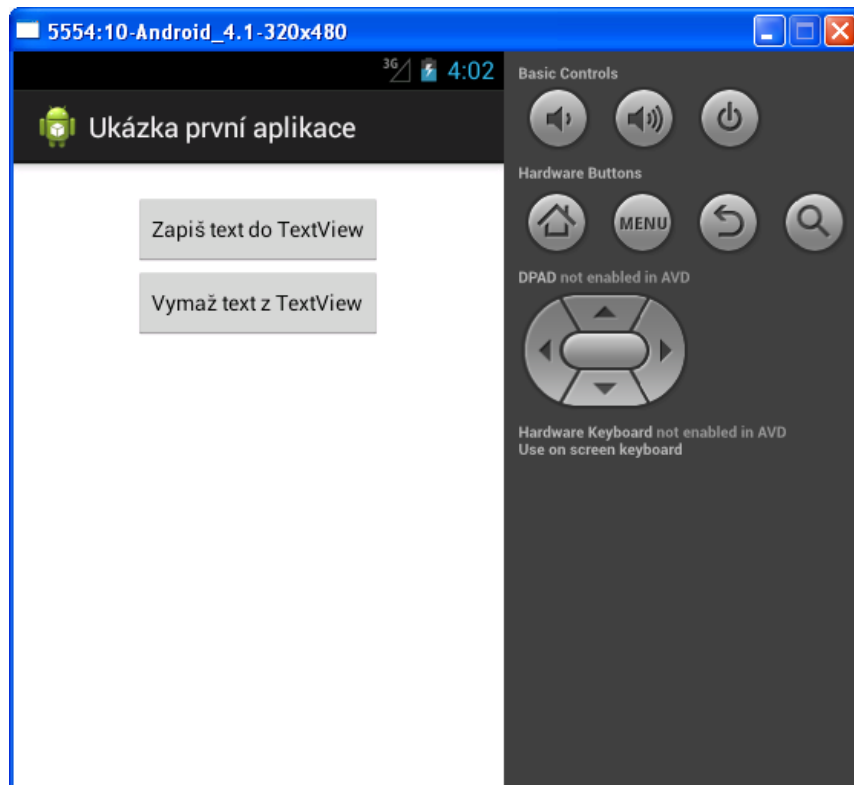 5554:10-Android_4.1-320x480
3G 4:02
Ukázka první aplikace
Zapiš text do TextView
Vymaž text z TextView
Basic Controls
Hardware Buttons
MENU
DPAD not enabled in AVD
Hardware Keyboard not enabled in AVD
Use on screen keyboard